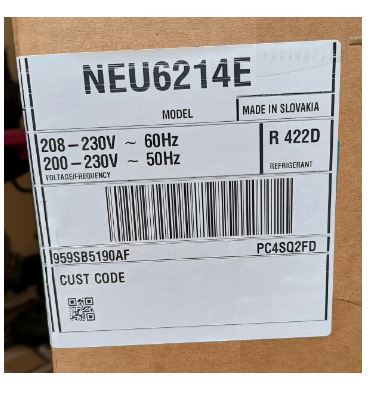 NEU6214E
MODEL
MADE IN SLOVAKIA
208-230V ~ 60Hz
200-230V ~ 50Hz
VOLTAGE/FREQUENCY
R 422D
REFRIGERANT
959SB5190AF
PC4SQ2FD
CUST CODE